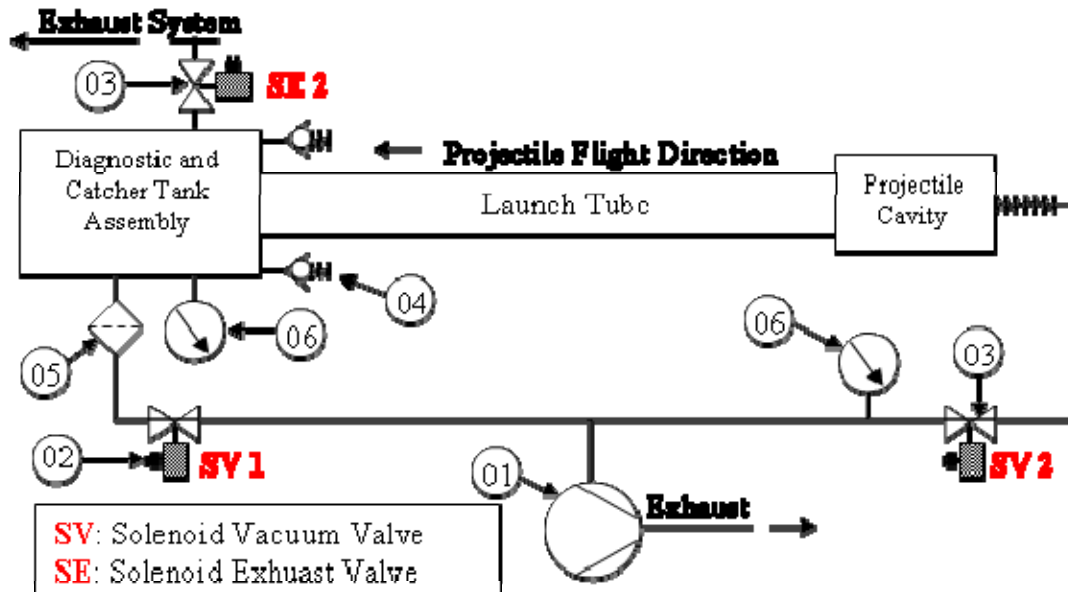 Exhaust System
03
SE 2
Diagnostic and
Catcher Tank
Assembly
Projectile Flight Direction
Launch Tube
Projectile
Cavity
04
06
05
06
03
02
SV 1
01
SV 2
Exhaust
SV: Solenoid Vacuum Valve
SE: Solenoid Exhuast Valve